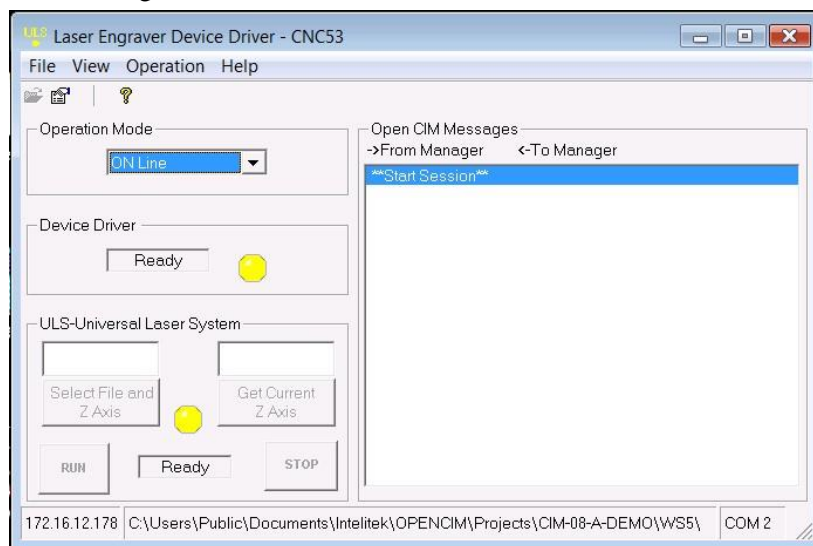 ULS
Laser Engraver Device Driver - CNC53
File View Operation Help
Operation Mode
ON Line
Device Driver
Ready
ULS-Universal Laser System
Select File and
Z Axis
Get Current
Z Axis
RUN
Ready
STOP
Open CIM Messages
->From Manager <-To Manager
**Start Session**
172.16.12.178 C:\Users\Public\Documents\Intelitek\OPENCIM\Projects\CIM-08-A-DEMO\WS5\ COM 2